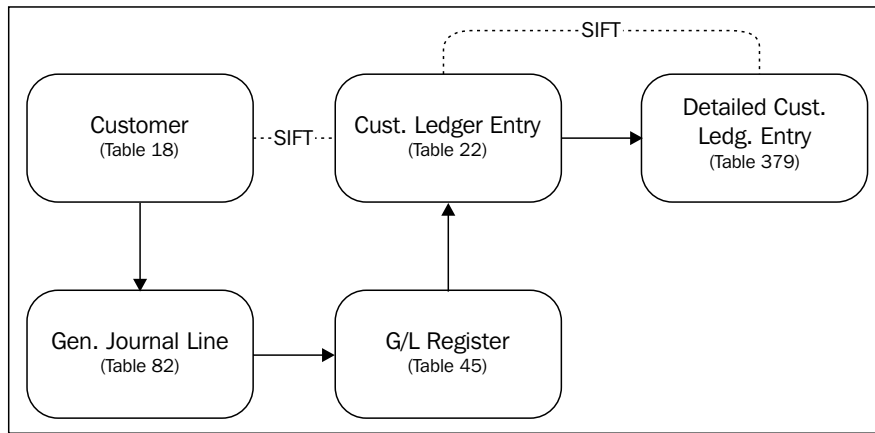 SIFT
Customer
(Table 18)
SIFT
Cust. Ledger Entry
(Table 22)
Detailed Cust.
Ledg. Entry
(Table 379)
Gen. Journal Line
(Table 82)
G/L Register
(Table 45)